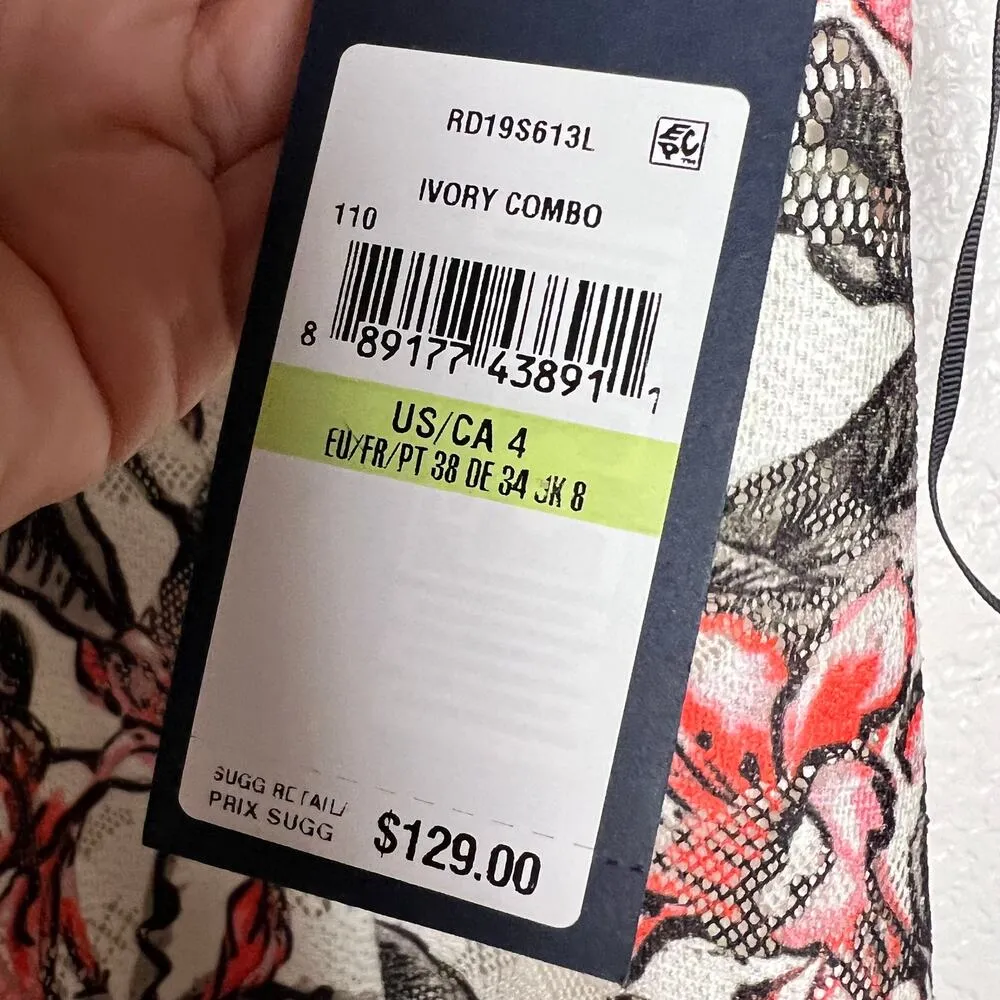 RD19S613L
ECP™
IVORY COMBO
110
8 89177 43891 1
US/CA 4
EU/FR/PT 38 DE 34 UK 8
SUGG RETAIL/
PRIX SUGG
$129.00